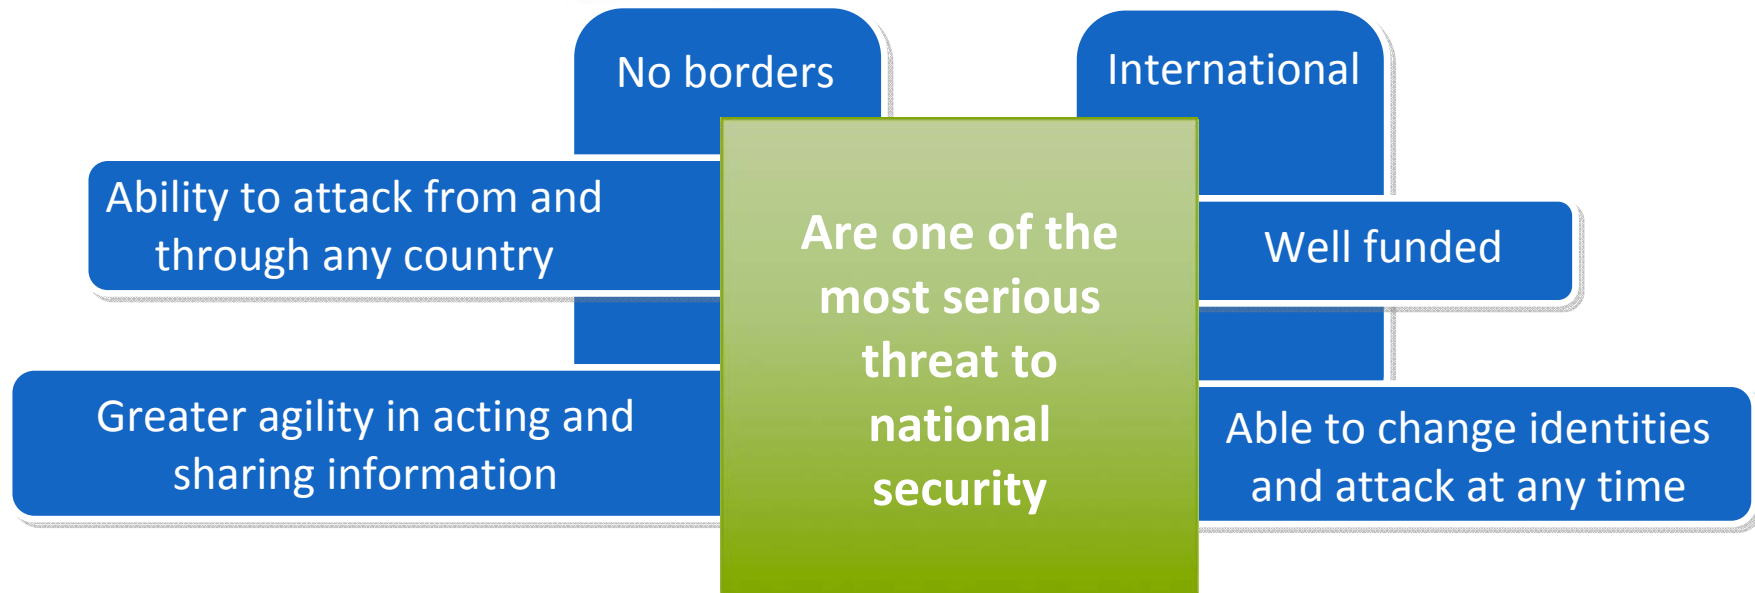 No borders
International
Ability to attack from and
through any country
Are one of the
most serious
threat to
national
security
Well funded
Greater agility in acting and
sharing information
Able to change identities
and attack at any time